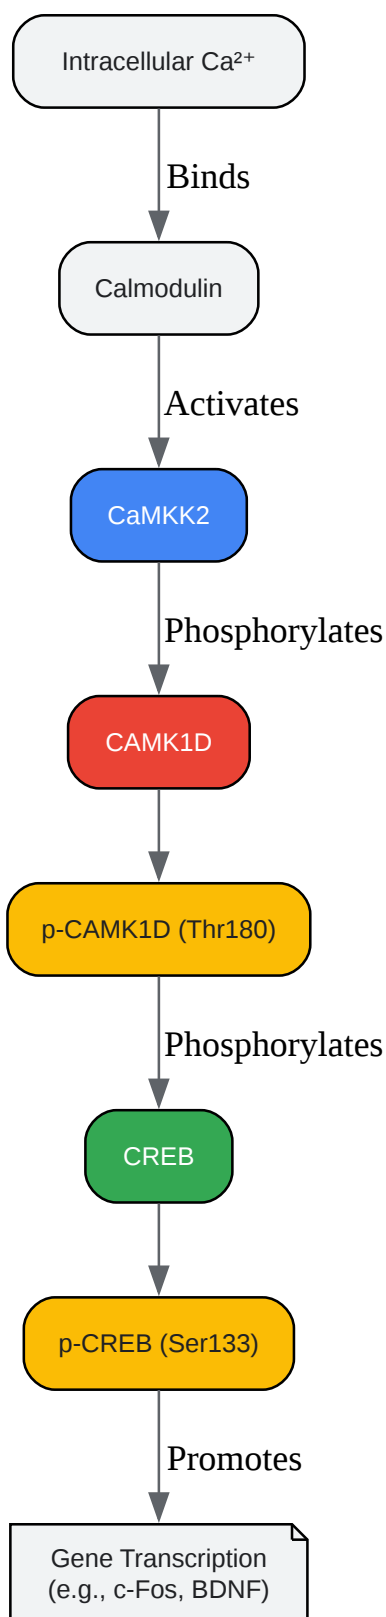 Intracellular Ca²⁺
Binds
Calmodulin
Activates
CaMKK2
Phosphorylates
CAMK1D
p-CAMK1D (Thr180)
Phosphorylates
CREB
p-CREB (Ser133)
Promotes
Gene Transcription
(e.g., c-Fos, BDNF)